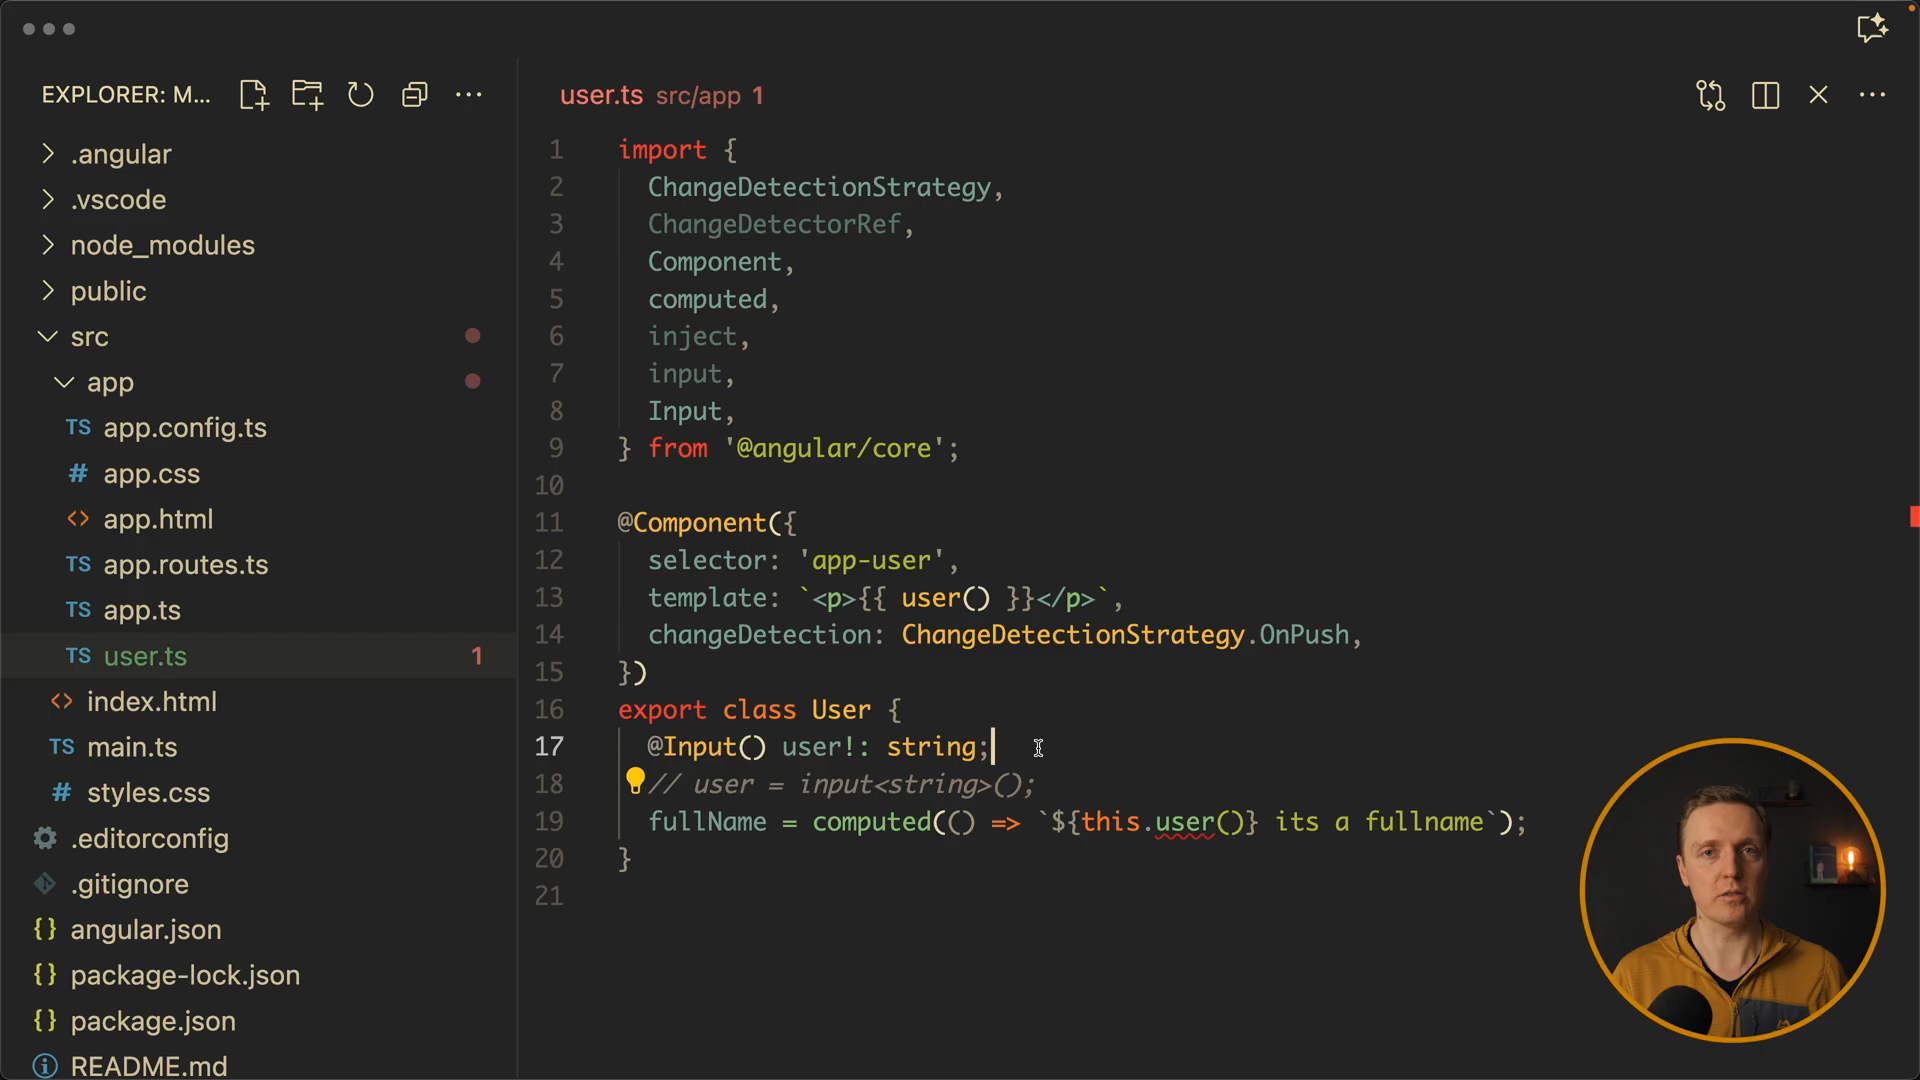 EXPLORER: M...
.angular
.vscode
node_modules
public
src
app
TS app.config.ts
# app.css
<> app.html
TS app.routes.ts
TS app.ts
TS user.ts 1
<> index.html
TS main.ts
# styles.css
.editorconfig
.gitignore
{} angular.json
{} package-lock.json
{} package.json
README.md
user.ts src/app 1
1 import {
2 ChangeDetectionStrategy,
3 ChangeDetectorRef,
4 Component,
5 computed,
6 inject,
7 input,
8 Input,
9 } from '@angular/core';
10
11 @Component({
12 selector: 'app-user',
13 template: `<p>{{ user() }}</p>`,
14 changeDetection: ChangeDetectionStrategy.OnPush,
15 })
16 export class User {
17 @Input() user!: string;
18 // user = input<string>();
19 fullName = computed(() => `${this.user()} its a fullname`);
20 }
21